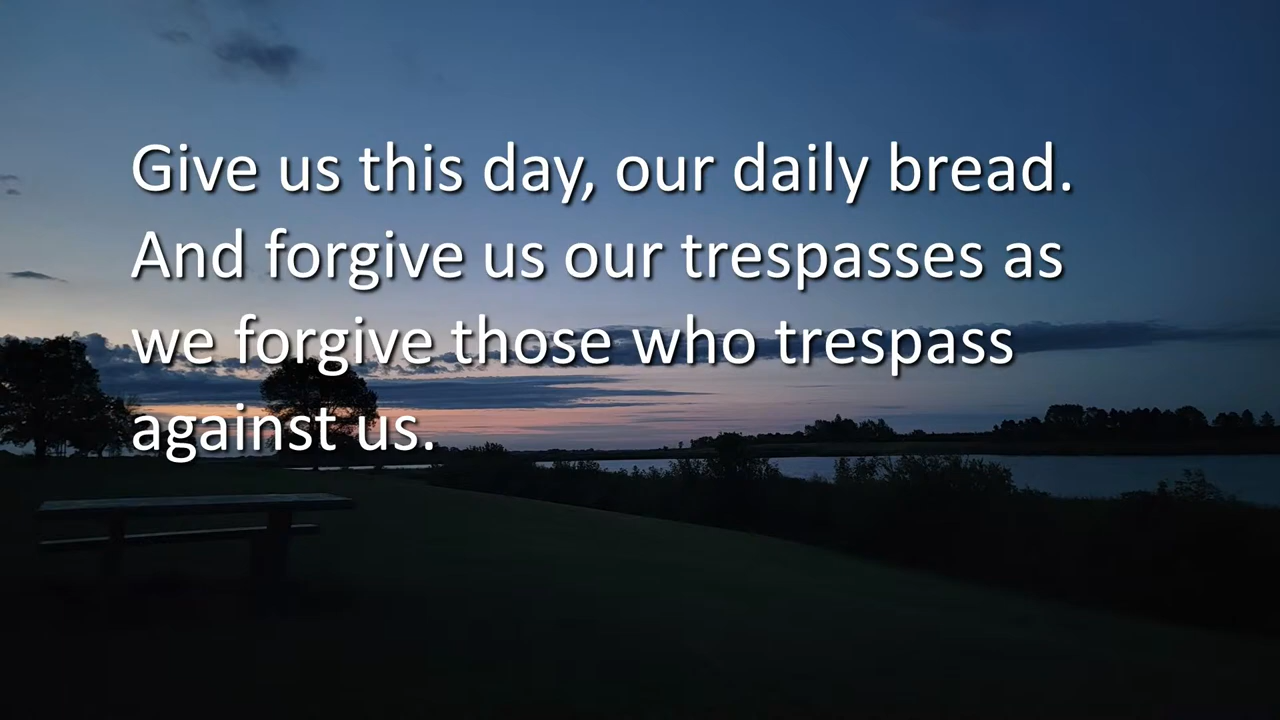 Give us this day, our daily bread.
And forgive us our trespasses as
we forgive those who trespass
against us.